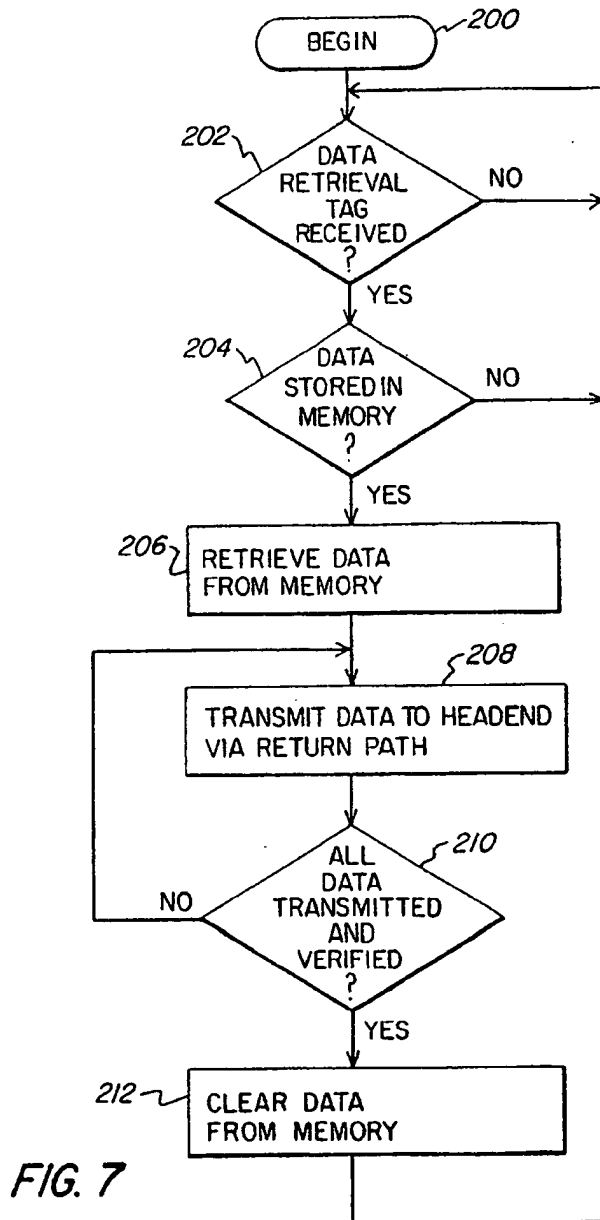 BEGIN
200
202
DATA
RETRIEVAL
TAG
RECEIVED
?
NO
YES
204
DATA
STORED IN
MEMORY
?
NO
YES
206
RETRIEVE DATA
FROM MEMORY
208
TRANSMIT DATA TO HEADEND
VIA RETURN PATH
210
ALL
DATA
TRANSMITTED
AND
VERIFIED
?
NO
YES
212
CLEAR DATA
FROM MEMORY
FIG. 7